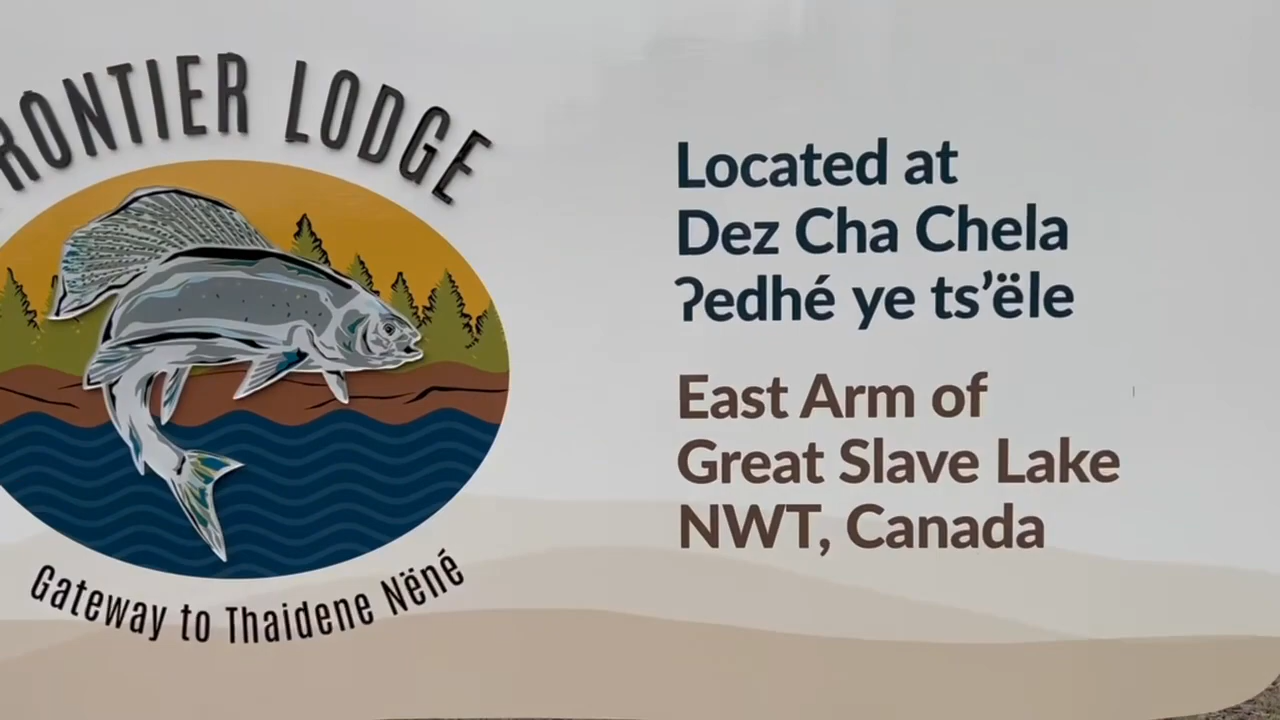 RONTIER LODGE
Gateway to Thaidene Nëné
Located at
Dez Cha Chela
Ɂedhé ye ts’ële
East Arm of
Great Slave Lake
NWT, Canada